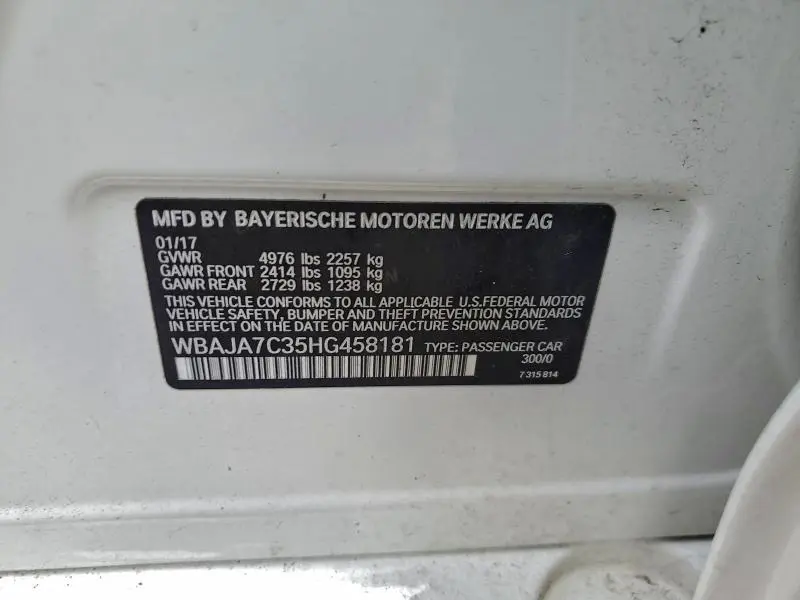 MFD BY BAYERISCHE MOTOREN WERKE AG
01/17
GVWR 4976 lbs 2257 kg
GAWR FRONT 2414 lbs 1095 kg
GAWR REAR 2729 lbs 1238 kg
THIS VEHICLE CONFORMS TO ALL APPLICABLE U.S.FEDERAL MOTOR
VEHICLE SAFETY, BUMPER AND THEFT PREVENTION STANDARDS
IN EFFECT ON THE DATE OF MANUFACTURE SHOWN ABOVE.
WBAJA7C35HG458181 TYPE: PASSENGER CAR
300/0
7 315 814